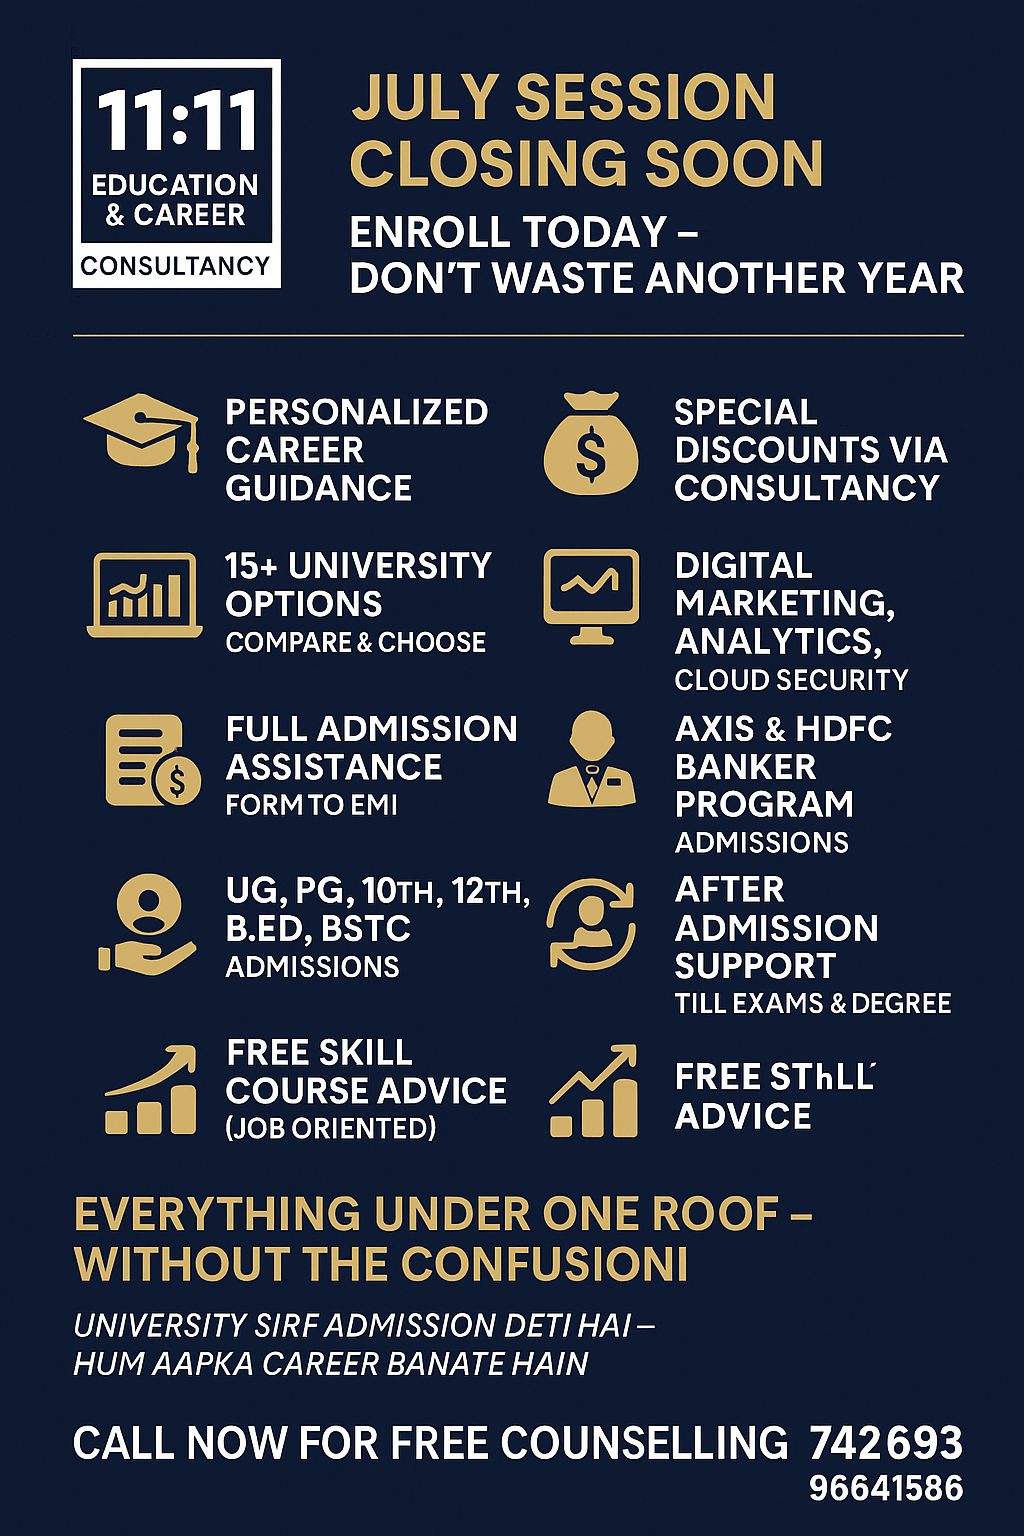 11:11
EDUCATION
& CAREER
CONSULTANCY
JULY SESSION
CLOSING SOON
ENROLL TODAY –
DON'T WASTE ANOTHER YEAR
PERSONALIZED
CAREER
GUIDANCE
$
SPECIAL
DISCOUNTS VIA
CONSULTANCY
15+ UNIVERSITY
OPTIONS
COMPARE & CHOOSE
DIGITAL
MARKETING,
ANALYTICS,
CLOUD SECURITY
$
FULL ADMISSION
ASSISTANCE
FORM TO EMI
AXIS & HDFC
BANKER
PROGRAM
ADMISSIONS
UG, PG, 10TH, 12TH,
B.ED, BSTC
ADMISSIONS
AFTER
ADMISSION
SUPPORT
TILL EXAMS & DEGREE
FREE SKILL
COURSE ADVICE
(JOB ORIENTED)
FREE SThLL´
ADVICE
EVERYTHING UNDER ONE ROOF –
WITHOUT THE CONFUSIONI
UNIVERSITY SIRF ADMISSION DETI HAI –
HUM AAPKA CAREER BANATE HAIN
CALL NOW FOR FREE COUNSELLING 742693
96641586